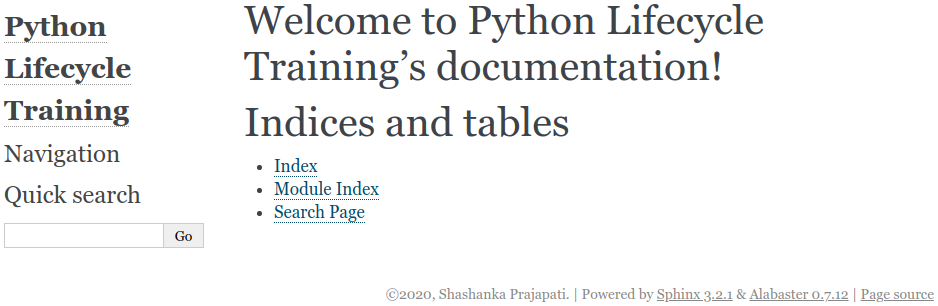 Python
Lifecycle
Training
Navigation
Quick search
Go
Welcome to Python Lifecycle
Training’s documentation!
Indices and tables
• Index
• Module Index
• Search Page
©2020, Shashanka Prajapati. | Powered by Sphinx 3.2.1 & Alabaster 0.7.12 | Page source